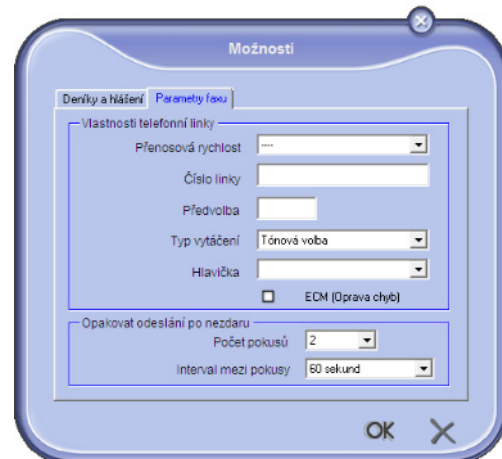 Možnosti
Deníky a hlášení Parametry faxu
Vlastnosti telefonní linky
Přenosová rychlost ----
Číslo linky
Předvolba
Typ vytáčení Tónová volba
Hlavička
ECM (Oprava chyb)
Opakovat odeslání po nezdaru
Počet pokusů 2
Interval mezi pokusy 60 sekund
OK